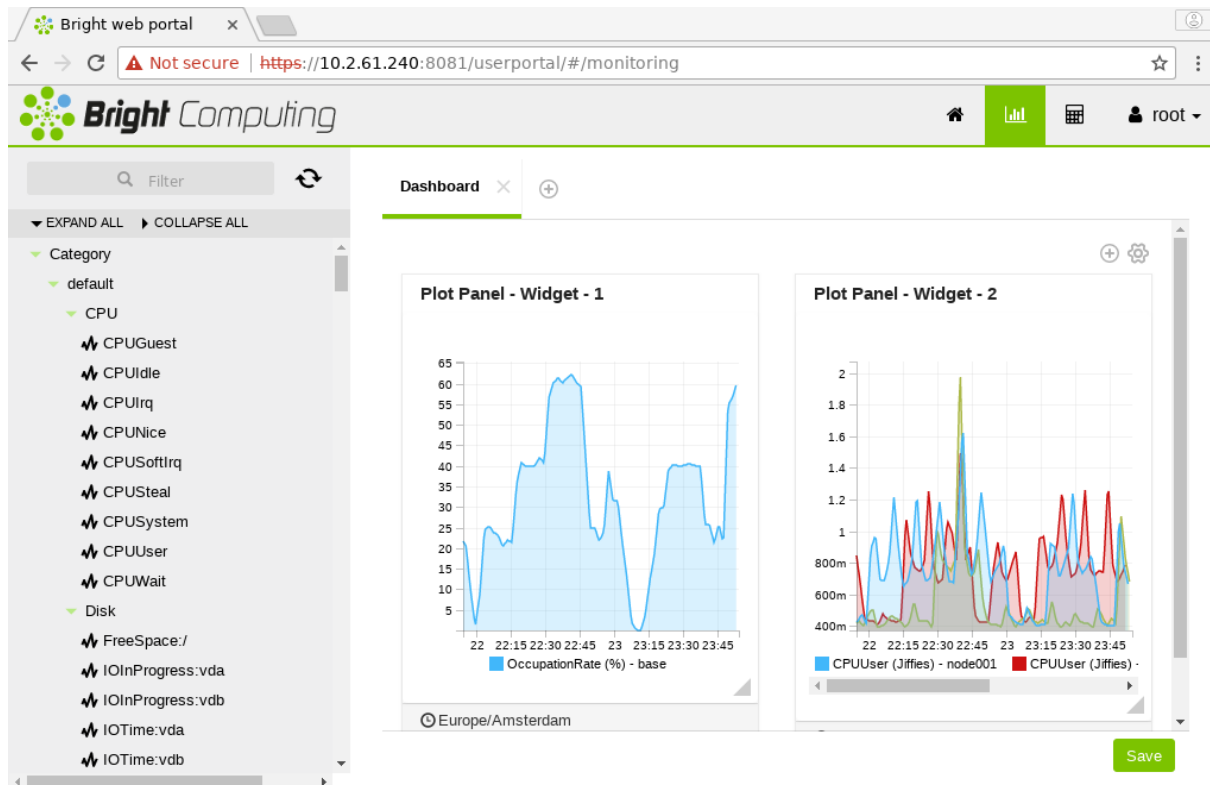 Bright web portal ×
Not secure | https://10.2.61.240:8081/userportal/#/monitoring
Bright Computing
root
Filter
EXPAND ALL COLLAPSE ALL
Category
default
CPU
CPUGuest
CPUIdle
CPUIrq
CPUNice
CPUSoftIrq
CPUSteal
CPUSystem
CPUUser
CPUWait
Disk
FreeSpace:/
IOInProgress:vda
IOInProgress:vdb
IOTime:vda
IOTime:vdb
Dashboard
Plot Panel - Widget - 1
65
60
55
50
45
40
35
30
25
20
15
10
5
22 22:15 22:30 22:45 23 23:15 23:30 23:45
OccupationRate (%) - base
Europe/Amsterdam
Plot Panel - Widget - 2
2
1.8
1.6
1.4
1.2
1
800m
600m
400m
22 22:15 22:30 22:45 23 23:15 23:30 23:45
CPUUser (Jiffies) - node001 CPUUser (Jiffies) -
Save